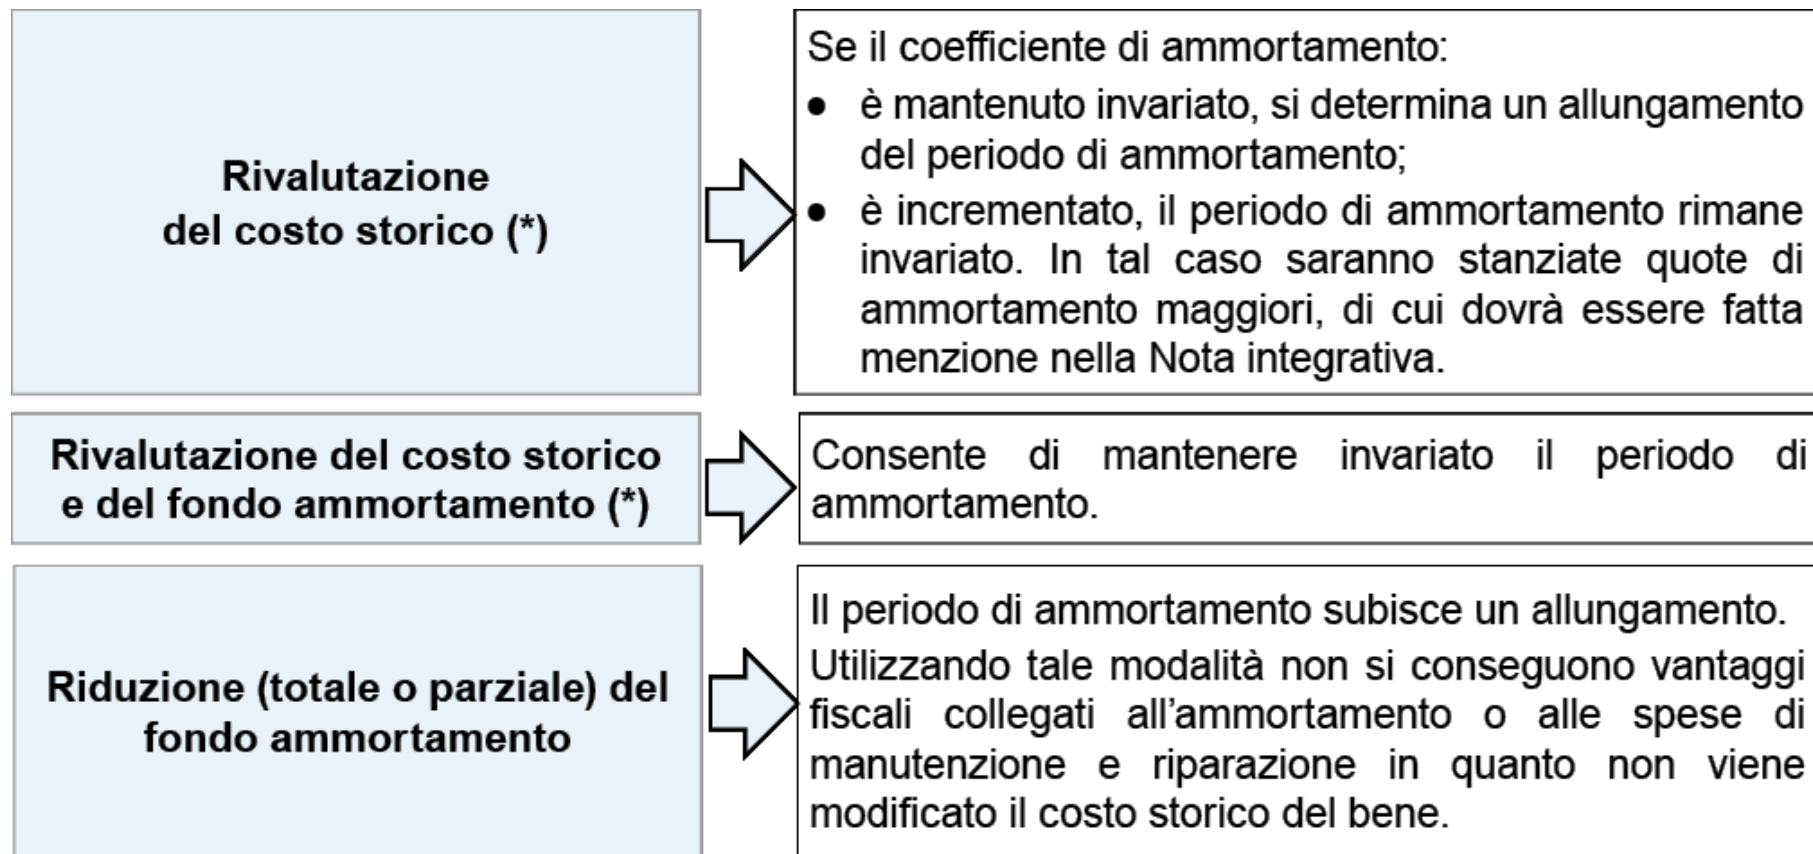 Rivalutazione
del costo storico (*)
Se il coefficiente di ammortamento:
● è mantenuto invariato, si determina un allungamento
del periodo di ammortamento;
● è incrementato, il periodo di ammortamento rimane
invariato. In tal caso saranno stanziate quote di
ammortamento maggiori, di cui dovrà essere fatta
menzione nella Nota integrativa.
Rivalutazione del costo storico
e del fondo ammortamento (*)
Consente di mantenere invariato il periodo di
ammortamento.
Riduzione (totale o parziale) del
fondo ammortamento
Il periodo di ammortamento subisce un allungamento.
Utilizzando tale modalità non si conseguono vantaggi
fiscali collegati all'ammortamento o alle spese di
manutenzione e riparazione in quanto non viene
modificato il costo storico del bene.